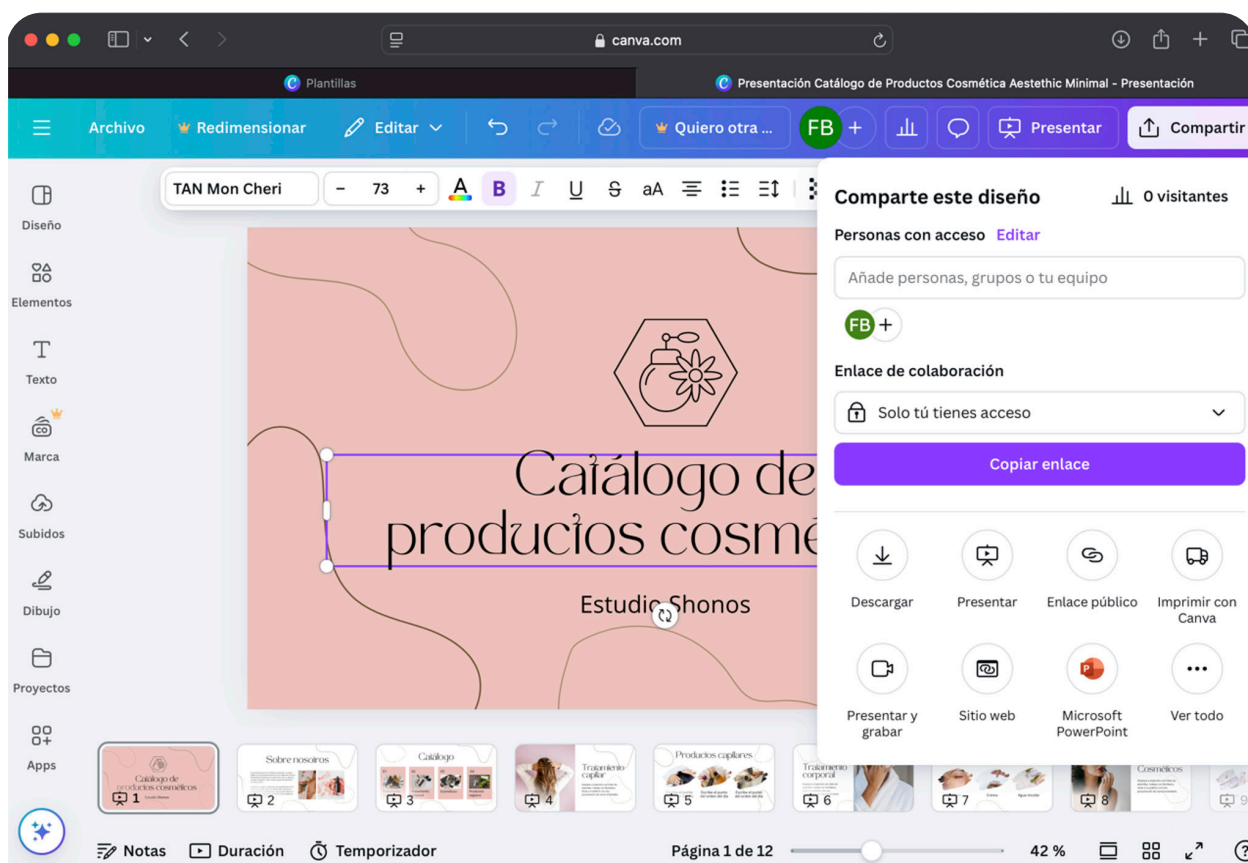 canva.com
Plantillas
Presentación Catálogo de Productos Cosmética Aestethic Minimal - Presentación
Archivo
Redimensionar
Editar
Quiero otra ...
FB
Presentar
Compartir
TAN Mon Cheri
– 73 +
A B I U S aA
Diseño
Elementos
Texto
Marca
Subidos
Dibujo
Proyectos
Apps
Catálogo de
productos cosmé
Estudio Shonos
Comparte este diseño
0 visitantes
Personas con acceso Editar
Añade personas, grupos o tu equipo
FB
Enlace de colaboración
Solo tú tienes acceso
Copiar enlace
Descargar
Presentar
Enlace público
Imprimir con
Canva
Presentar y
grabar
Sitio web
Microsoft
PowerPoint
Ver todo
Catálogo de
productos cosméticos
Estudio Shonos
1
Sobre nosotros
2
Catálogo
3
Tratamiento
capilar
4
Productos capilares
5
Tratamiento
corporal
6
7
Cosméticos
8
9
Notas
Duración
Temporizador
Página 1 de 12
42 %